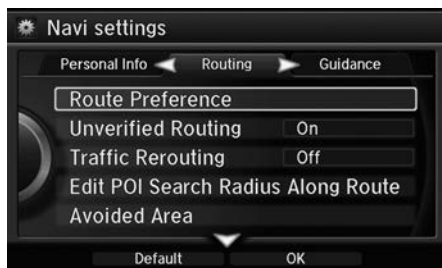 Navi settings
Personal Info Routing Guidance
Route Preference
Unverified Routing On
Traffic Rerouting Off
Edit POI Search Radius Along Route
Avoided Area
Default OK